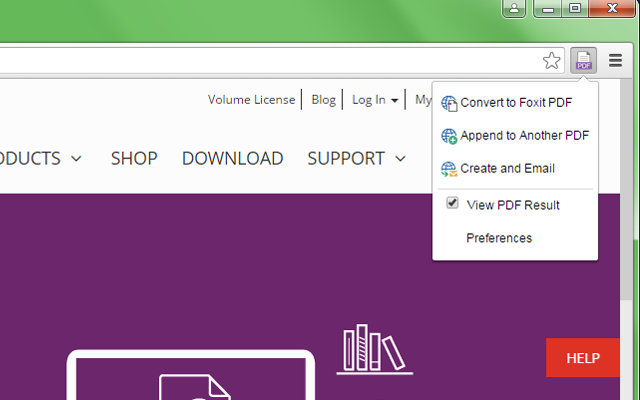 PDF
Volume License | Blog | Log In | My
Convert to Foxit PDF
Append to Another PDF
Create and Email
View PDF Result
Preferences
ODUCTS SHOP DOWNLOAD SUPPORT
HELP